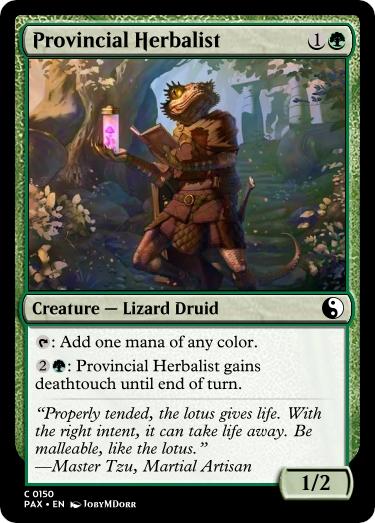 Provincial Herbalist 1
Creature — Lizard Druid
: Add one mana of any color.
2 : Provincial Herbalist gains
deathtouch until end of turn.
“Properly tended, the lotus gives life. With
the right intent, it can take life away. Be
malleable, like the lotus.”
—Master Tzu, Martial Artisan
1/2
C 0150
PAX • EN JobyMDorr